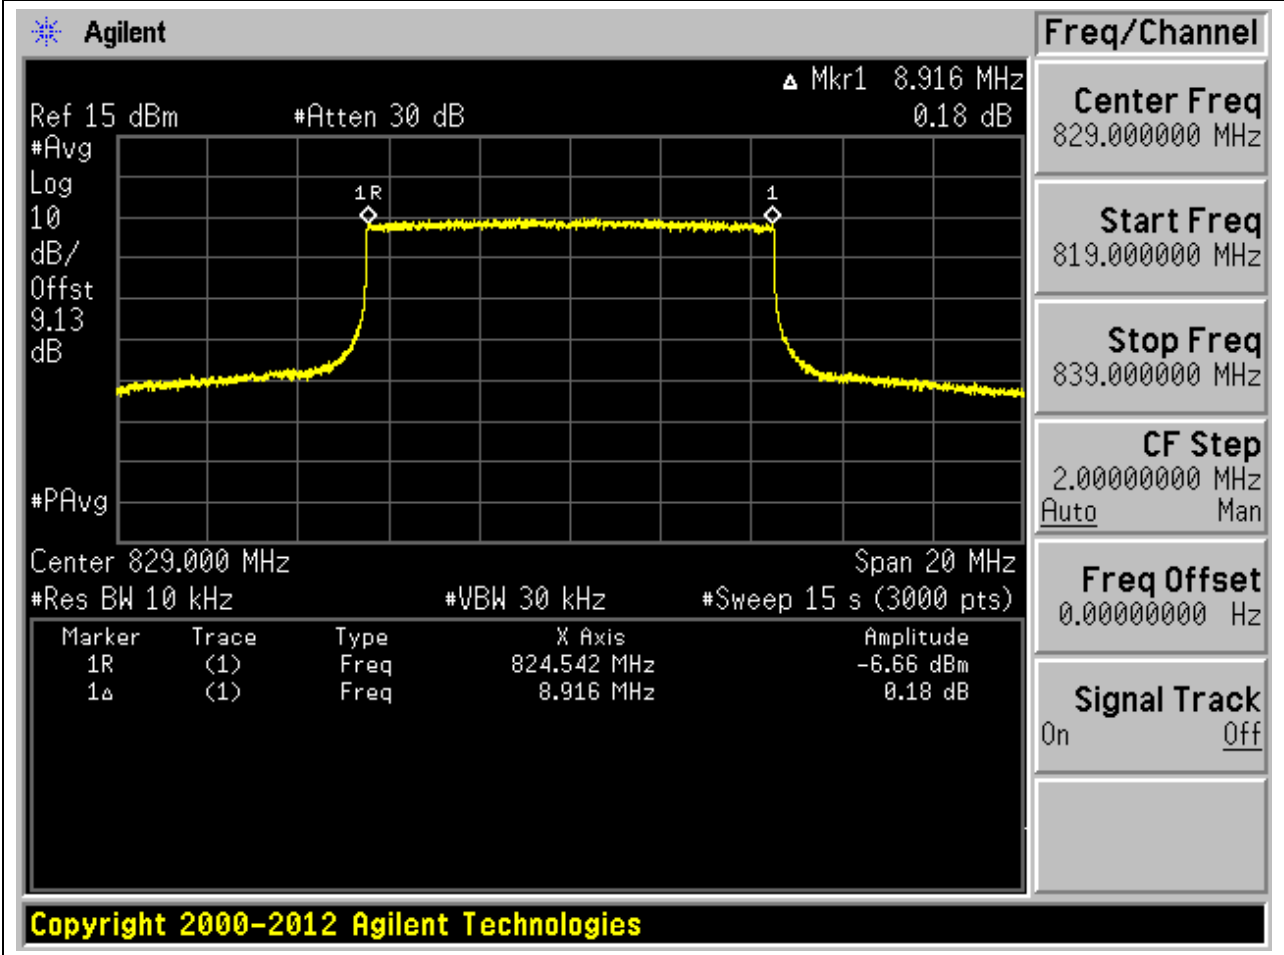 Agilent
Freq/Channel
Δ Mkr1 8.916 MHz
Ref 15 dBm #Atten 30 dB 0.18 dB
#Avg
Log
10
dB/
Offst
9.13
dB
1R 1
#PAvg
Center 829.000 MHz Span 20 MHz
#Res BW 10 kHz #VBW 30 kHz #Sweep 15 s (3000 pts)
Marker Trace Type X Axis Amplitude
1R (1) Freq 824.542 MHz -6.66 dBm
1Δ (1) Freq 8.916 MHz 0.18 dB
Center Freq
829.000000 MHz
Start Freq
819.000000 MHz
Stop Freq
839.000000 MHz
CF Step
2.00000000 MHz
Auto Man
Freq Offset
0.00000000 Hz
Signal Track
On Off
Copyright 2000-2012 Agilent Technologies